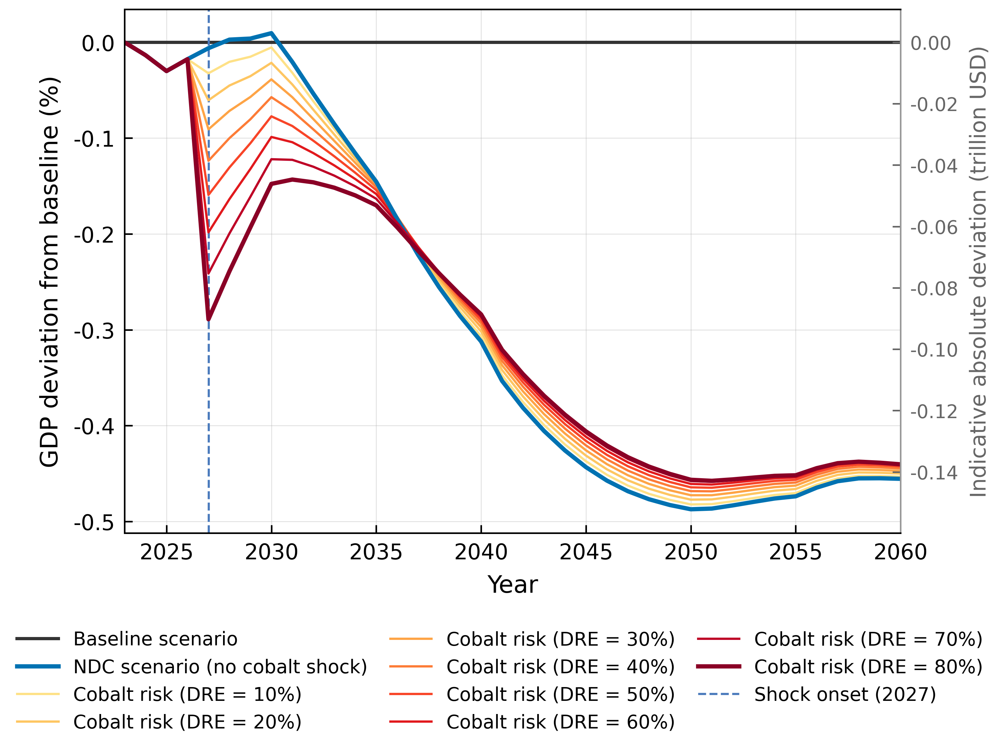 GDP deviation from baseline (%)
0.0
-0.1
-0.2
-0.3
-0.4
-0.5
0.00
-0.02
-0.04
-0.06
-0.08
-0.10
-0.12
-0.14
Indicative absolute deviation (trillion USD)
2025 2030 2035 2040 2045 2050 2055 2060
Year
Baseline scenario
NDC scenario (no cobalt shock)
Cobalt risk (DRE = 10%)
Cobalt risk (DRE = 20%)
Cobalt risk (DRE = 30%)
Cobalt risk (DRE = 40%)
Cobalt risk (DRE = 50%)
Cobalt risk (DRE = 60%)
Cobalt risk (DRE = 70%)
Cobalt risk (DRE = 80%)
Shock onset (2027)